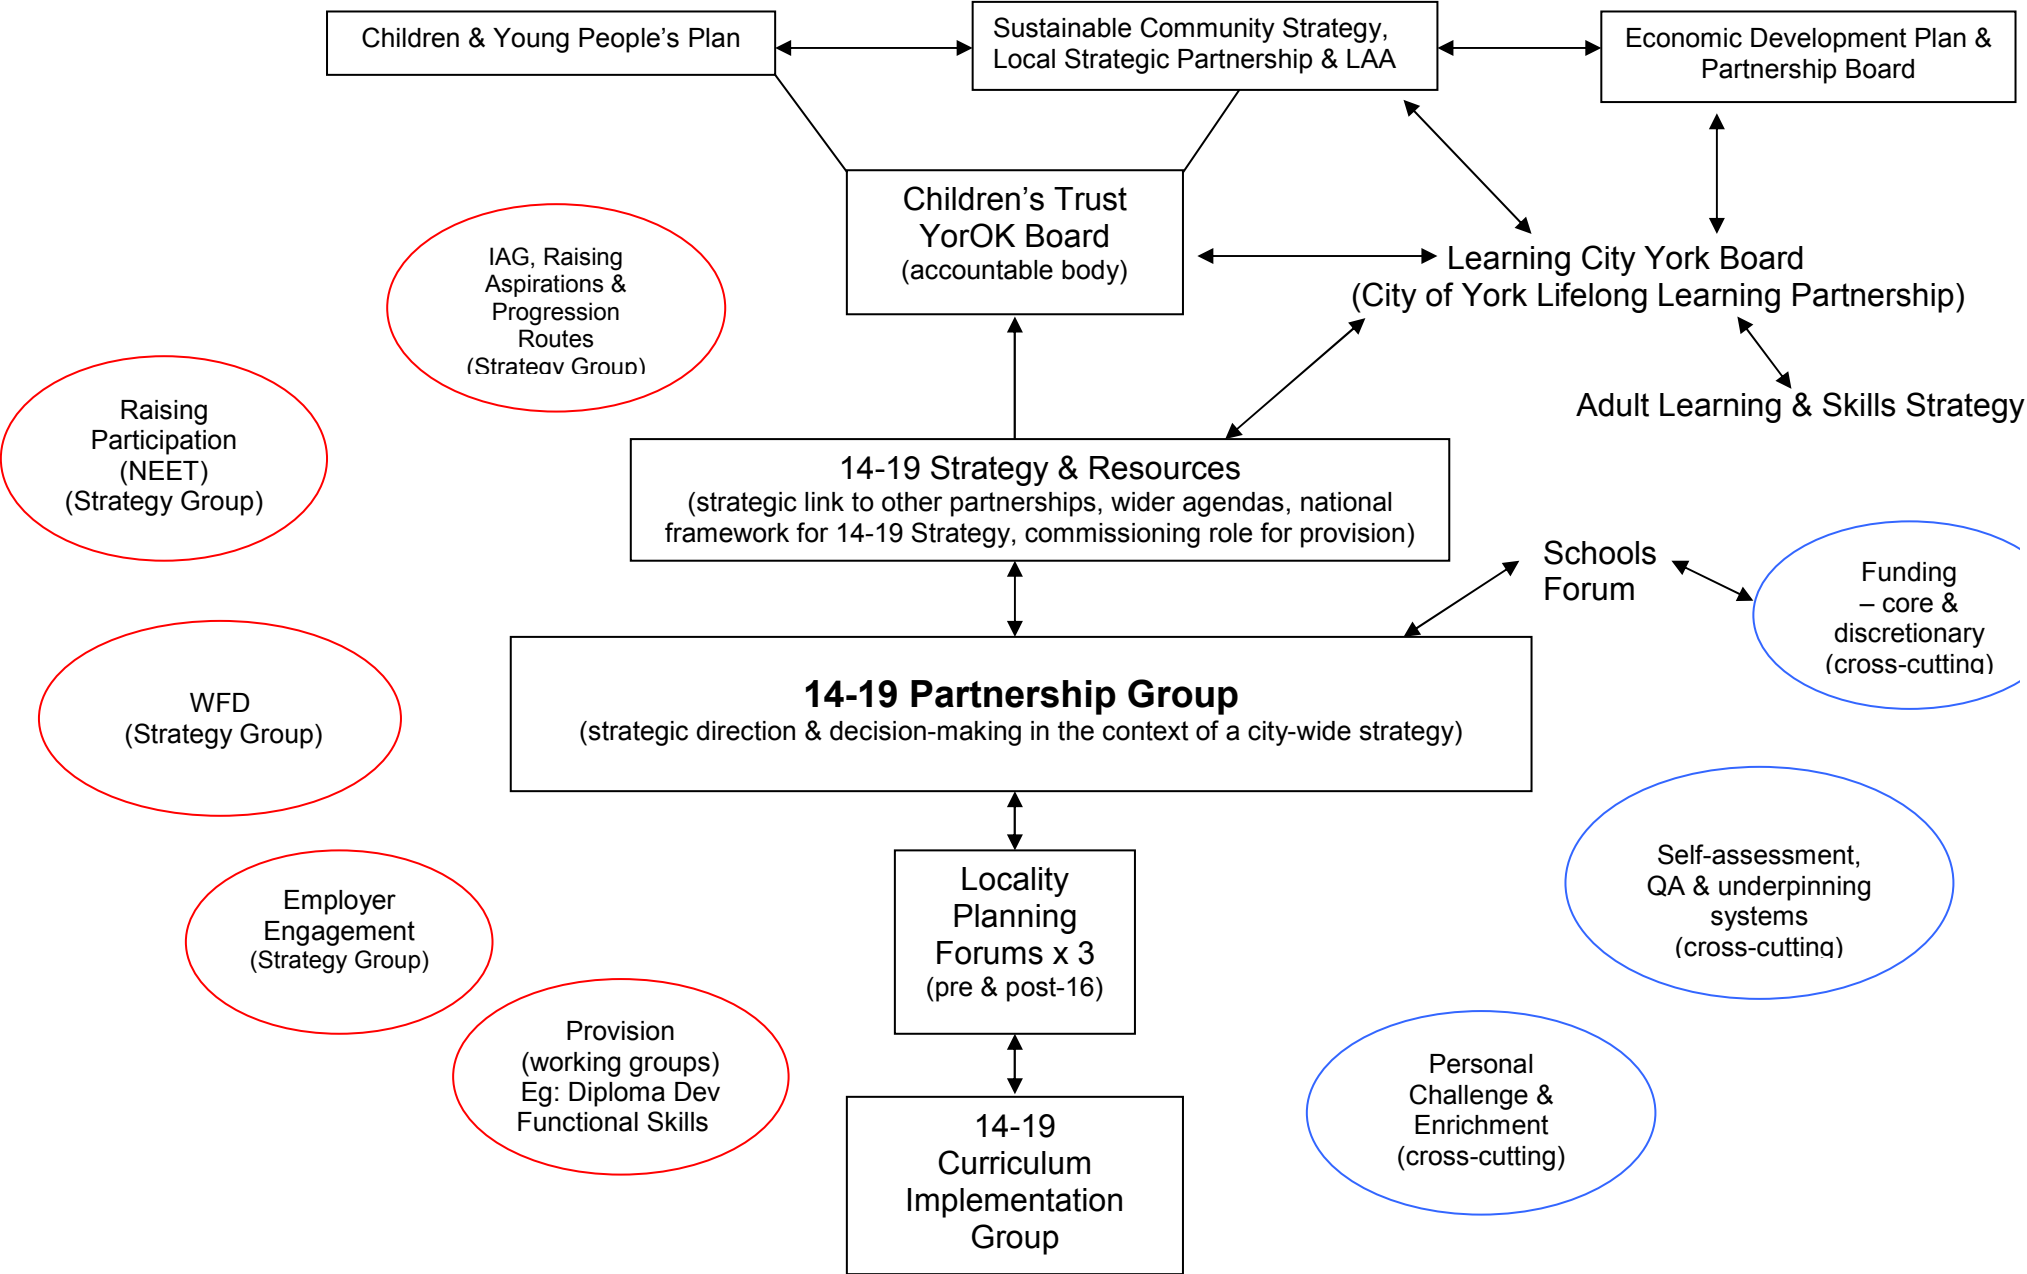 Children & Young People’s Plan
Sustainable Community Strategy,
Local Strategic Partnership & LAA
Economic Development Plan &
Partnership Board
Children’s Trust
YorOK Board
(accountable body)
Learning City York Board
(City of York Lifelong Learning Partnership)
IAG, Raising
Aspirations &
Progression
Routes
(Strategy Group)
Raising
Participation
(NEET)
(Strategy Group)
Adult Learning & Skills Strategy
14-19 Strategy & Resources
(strategic link to other partnerships, wider agendas, national
framework for 14-19 Strategy, commissioning role for provision)
Schools
Forum
Funding
– core &
discretionary
(cross-cutting)
WFD
(Strategy Group)
14-19 Partnership Group
(strategic direction & decision-making in the context of a city-wide strategy)
Self-assessment,
QA & underpinning
systems
(cross-cutting)
Employer
Engagement
(Strategy Group)
Locality
Planning
Forums x 3
(pre & post-16)
Provision
(working groups)
Eg: Diploma Dev
Functional Skills
Personal
Challenge &
Enrichment
(cross-cutting)
14-19
Curriculum
Implementation
Group